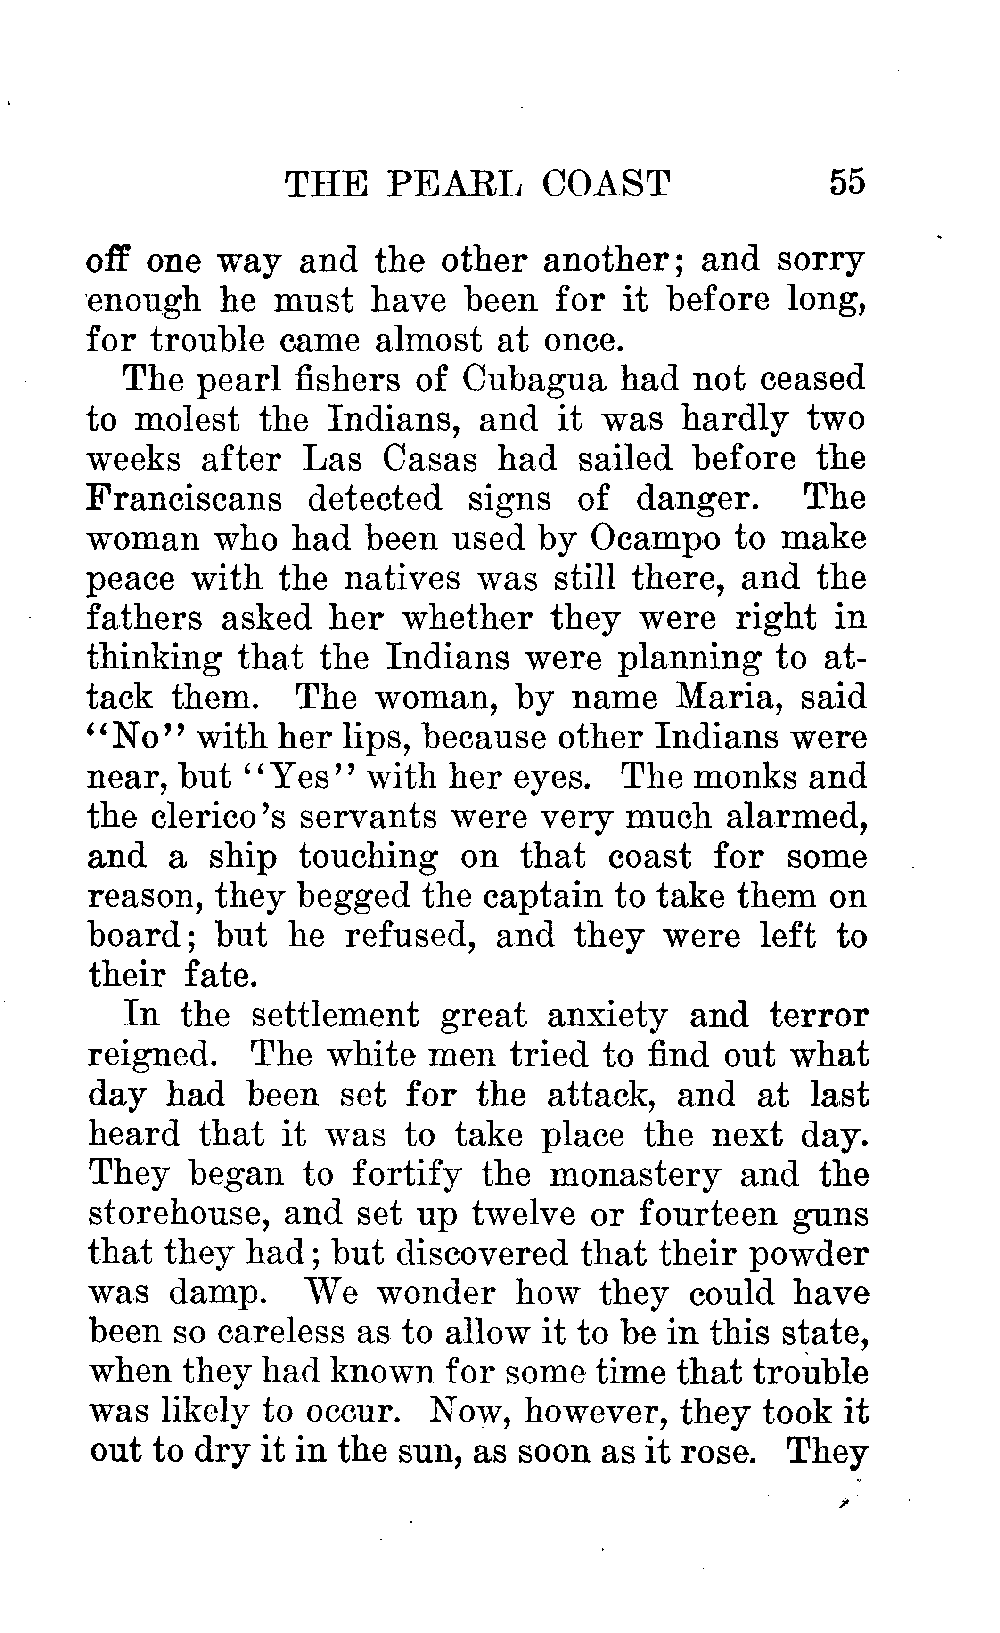 THE PEARL COAST 55
off one way and the other another; and sorry
enough he must have been for it before long,
for trouble came almost at once.
The pearl fishers of Cubagua had not ceased
to molest the Indians, and it was hardly two
weeks after Las Casas had sailed before the
Franciscans detected signs of danger. The
woman who had been used by Ocampo to make
peace with the natives was still there, and the
fathers asked her whether they were right in
thinking that the Indians were planning to at-
tack them. The woman, by name Maria, said
“No” with her lips, because other Indians were
near, but “Yes” with her eyes. The monks and
the clerico’s servants were very much alarmed,
and a ship touching on that coast for some
reason, they begged the captain to take them on
board; but he refused, and they were left to
their fate.
In the settlement great anxiety and terror
reigned. The white men tried to find out what
day had been set for the attack, and at last
heard that it was to take place the next day.
They began to fortify the monastery and the
storehouse, and set up twelve or fourteen guns
that they had; but discovered that their powder
was damp. We wonder how they could have
been so careless as to allow it to be in this state,
when they had known for some time that trouble
was likely to occur. Now, however, they took it
out to dry it in the sun, as soon as it rose. They